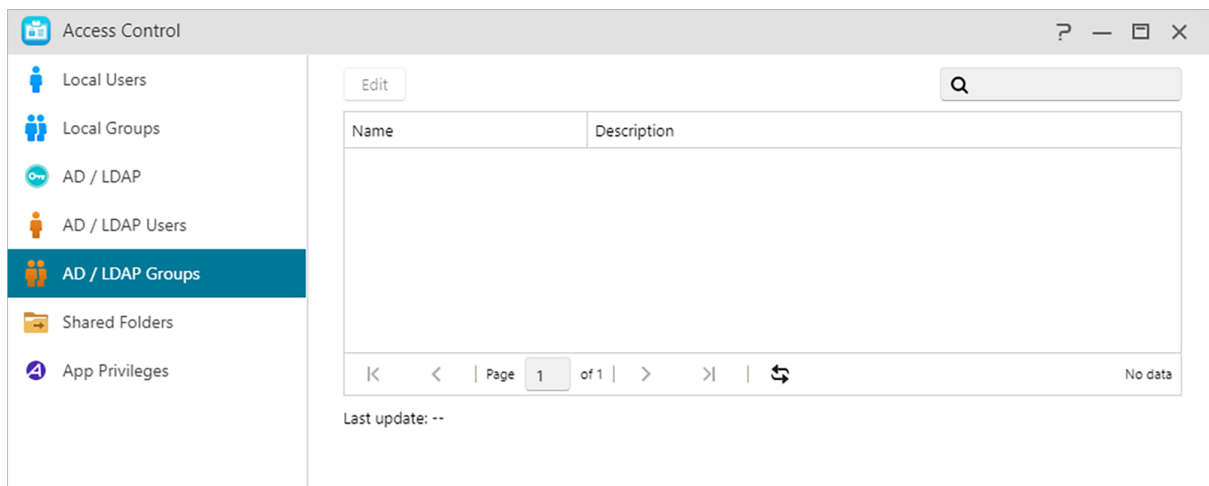 Access Control
Local Users
Local Groups
AD / LDAP
AD / LDAP Users
AD / LDAP Groups
Shared Folders
App Privileges
Edit
Name Description
Page 1 of 1 No data
Last update: --